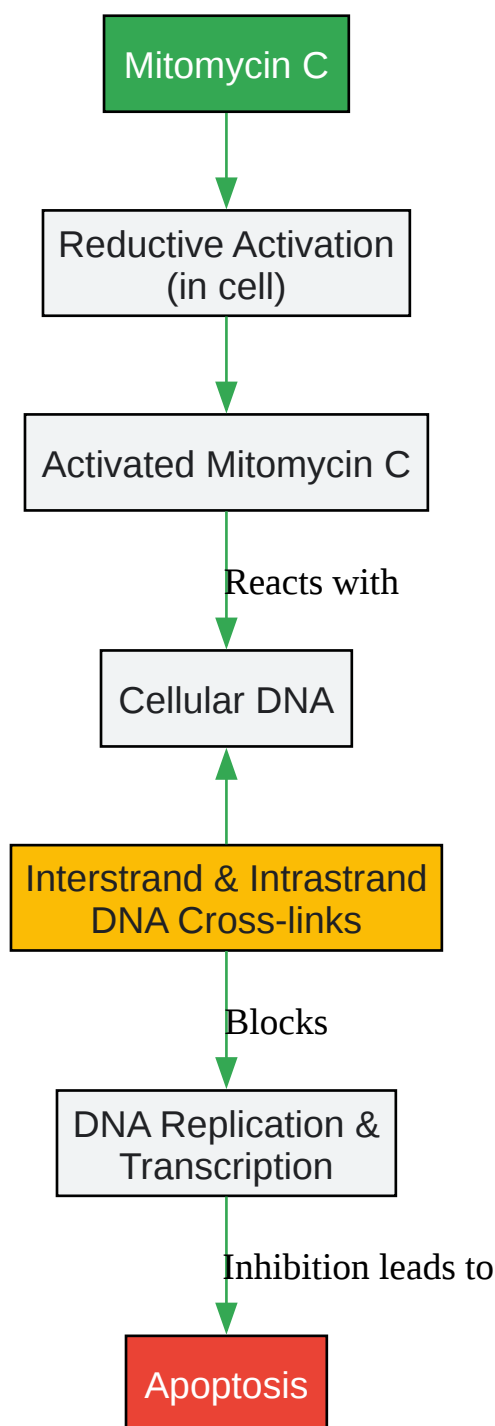 Mitomycin C
Reductive Activation
(in cell)
Activated Mitomycin C
Reacts with
Cellular DNA
Interstrand & Intrastrand
DNA Cross-links
Blocks
DNA Replication &
Transcription
Inhibition leads to
Apoptosis